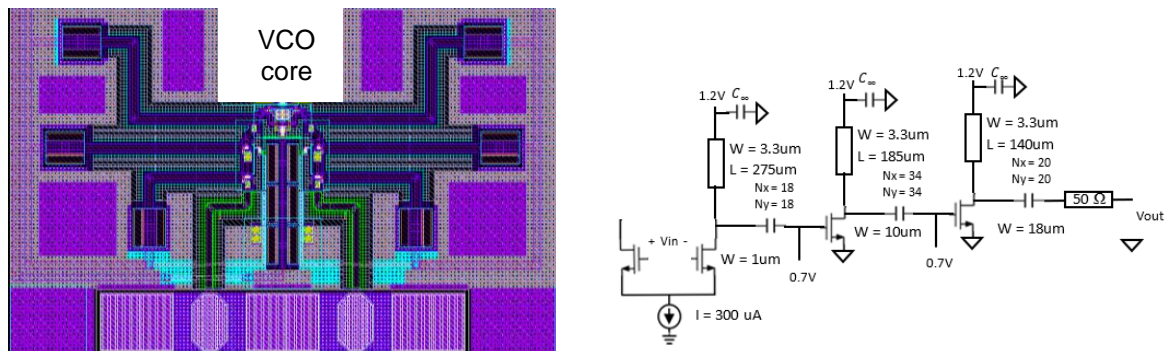 VCO
core
1.2V C∞
W = 3.3um
L = 275um
Nx = 18
Ny = 18
+ Vin -
W = 1um
0.7V
I = 300 uA
1.2V C∞
W = 3.3um
L = 185um
Nx = 34
Ny = 34
W = 10um
0.7V
1.2V C∞
W = 3.3um
L = 140um
Nx = 20
Ny = 20
50 Ω
Vout
W = 18um